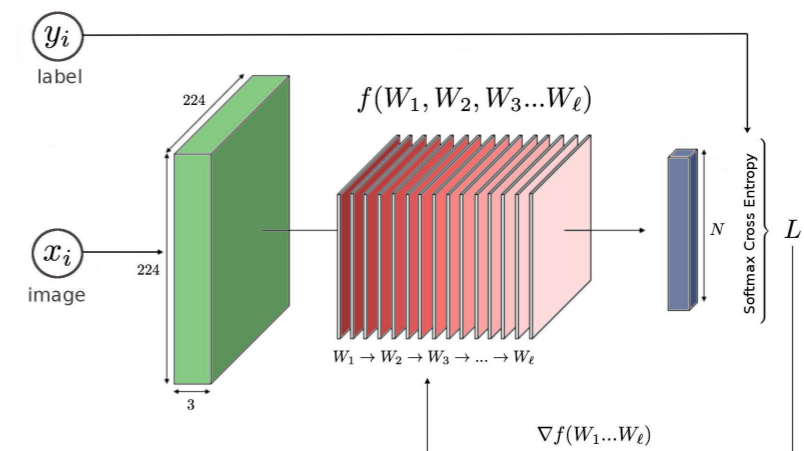 yᵢ
label
224
f(W₁, W₂, W₃...W_ℓ)
xᵢ
image
224
3
W₁ → W₂ → W₃ → ... → W_ℓ
N
Softmax Cross Entropy
L
∇f(W₁...W_ℓ)